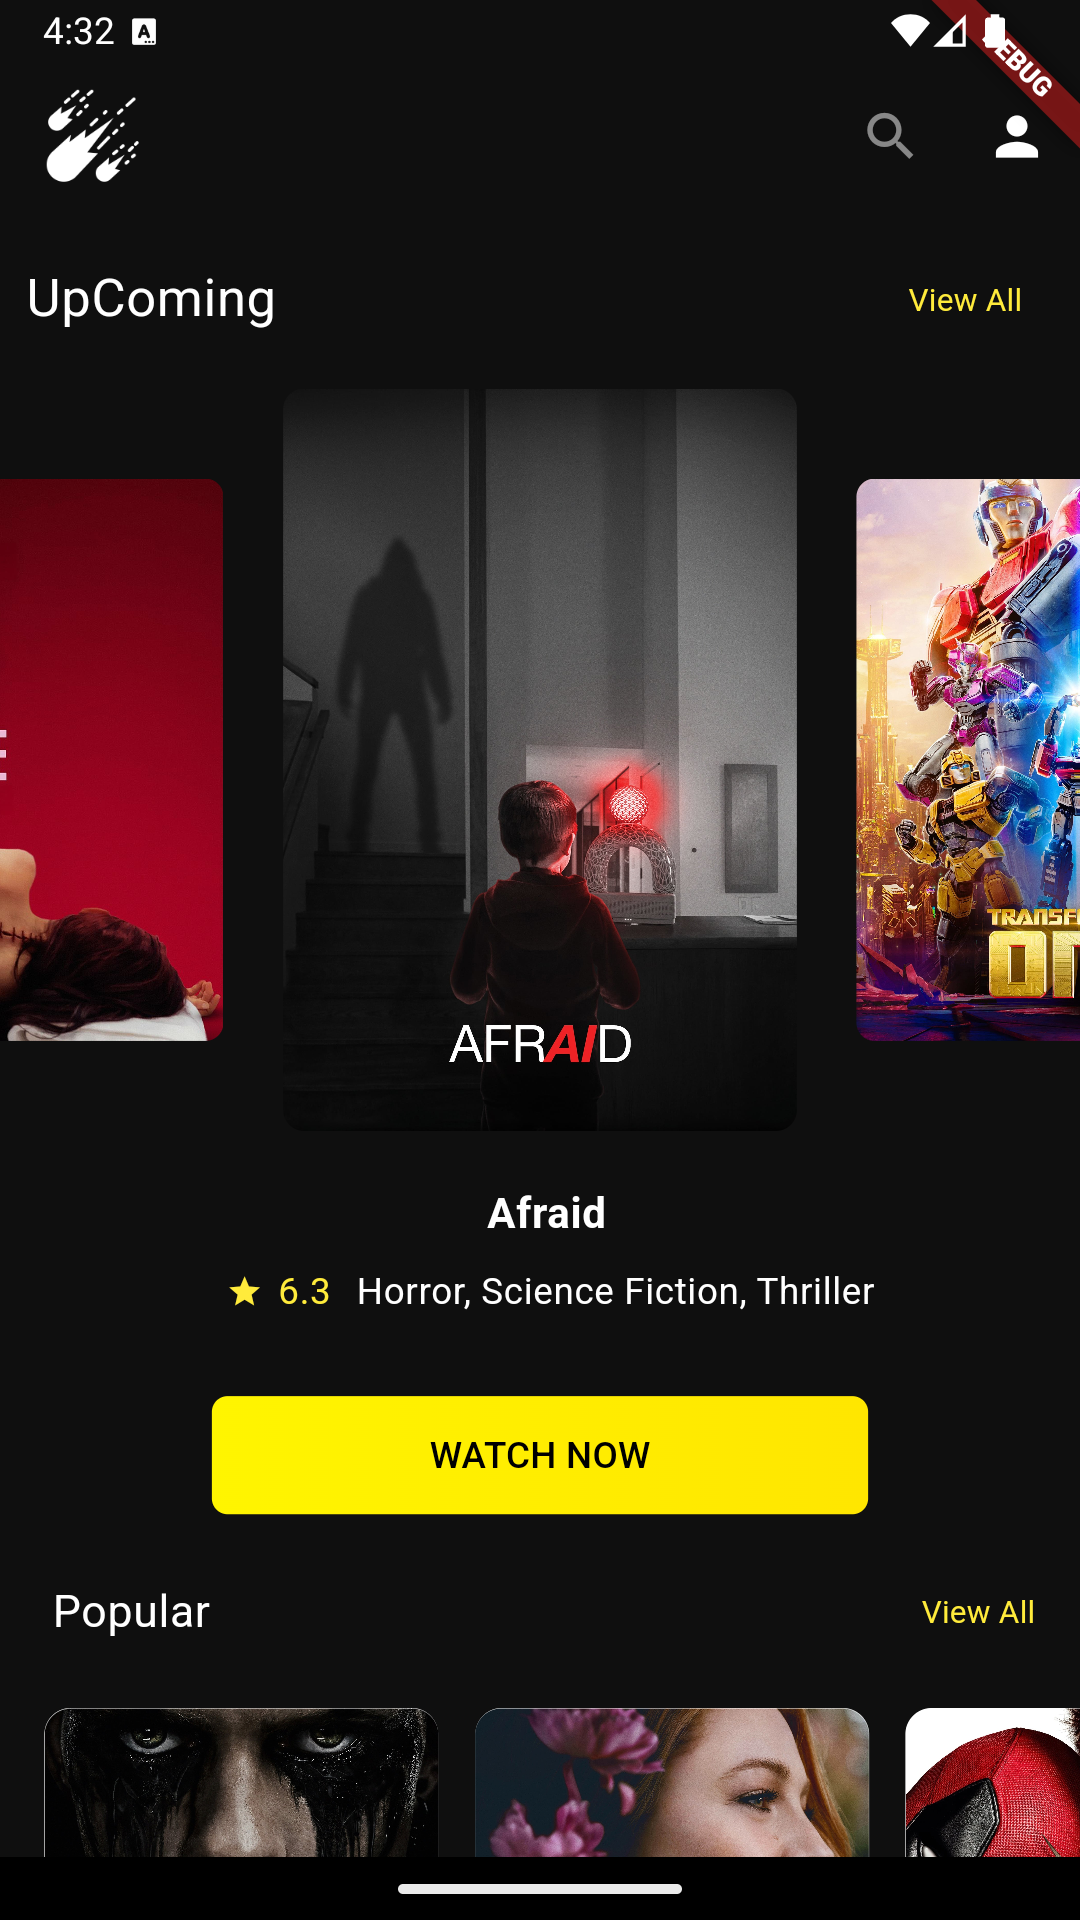 4:32 A
EBUG
UpComing
View All
E
TRANSF
AFRAID
Afraid
6.3 Horror, Science Fiction, Thriller
WATCH NOW
Popular
View All